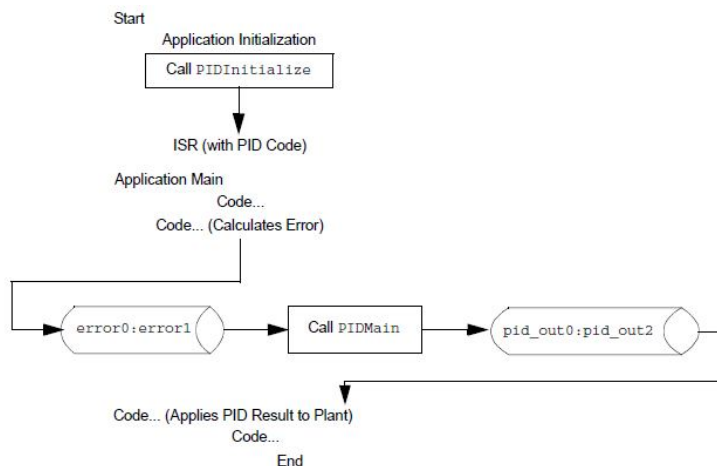 Start
Application Initialization
Call PIDInitialize
ISR (with PID Code)
Application Main
Code...
Code... (Calculates Error)
error0:error1
Call PIDMain
pid_out0:pid_out2
Code... (Applies PID Result to Plant)
Code...
End